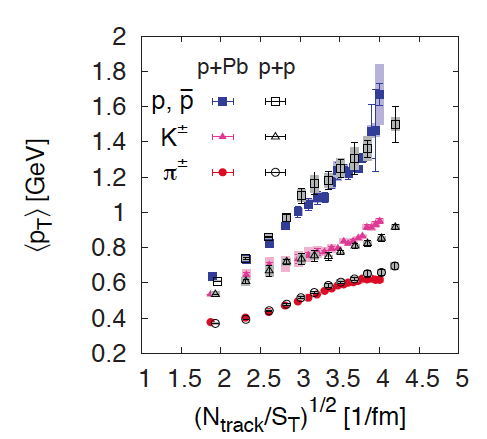 2
1.8
1.6
1.4
1.2
1
0.8
0.6
0.4
0.2
⟨p_T⟩ [GeV]
p+Pb p+p
p, p̅
K±
π±
1 1.5 2 2.5 3 3.5 4 4.5 5
(N_track/S_T)^1/2 [1/fm]